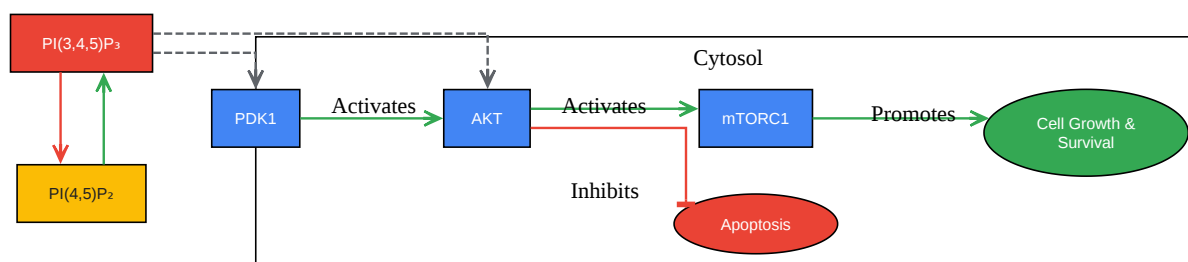 PI(3,4,5)P₃
Cytosol
PDK1
Activates
AKT
Activates
mTORC1
Promotes
Cell Growth &
Survival
PI(4,5)P₂
Inhibits
Apoptosis